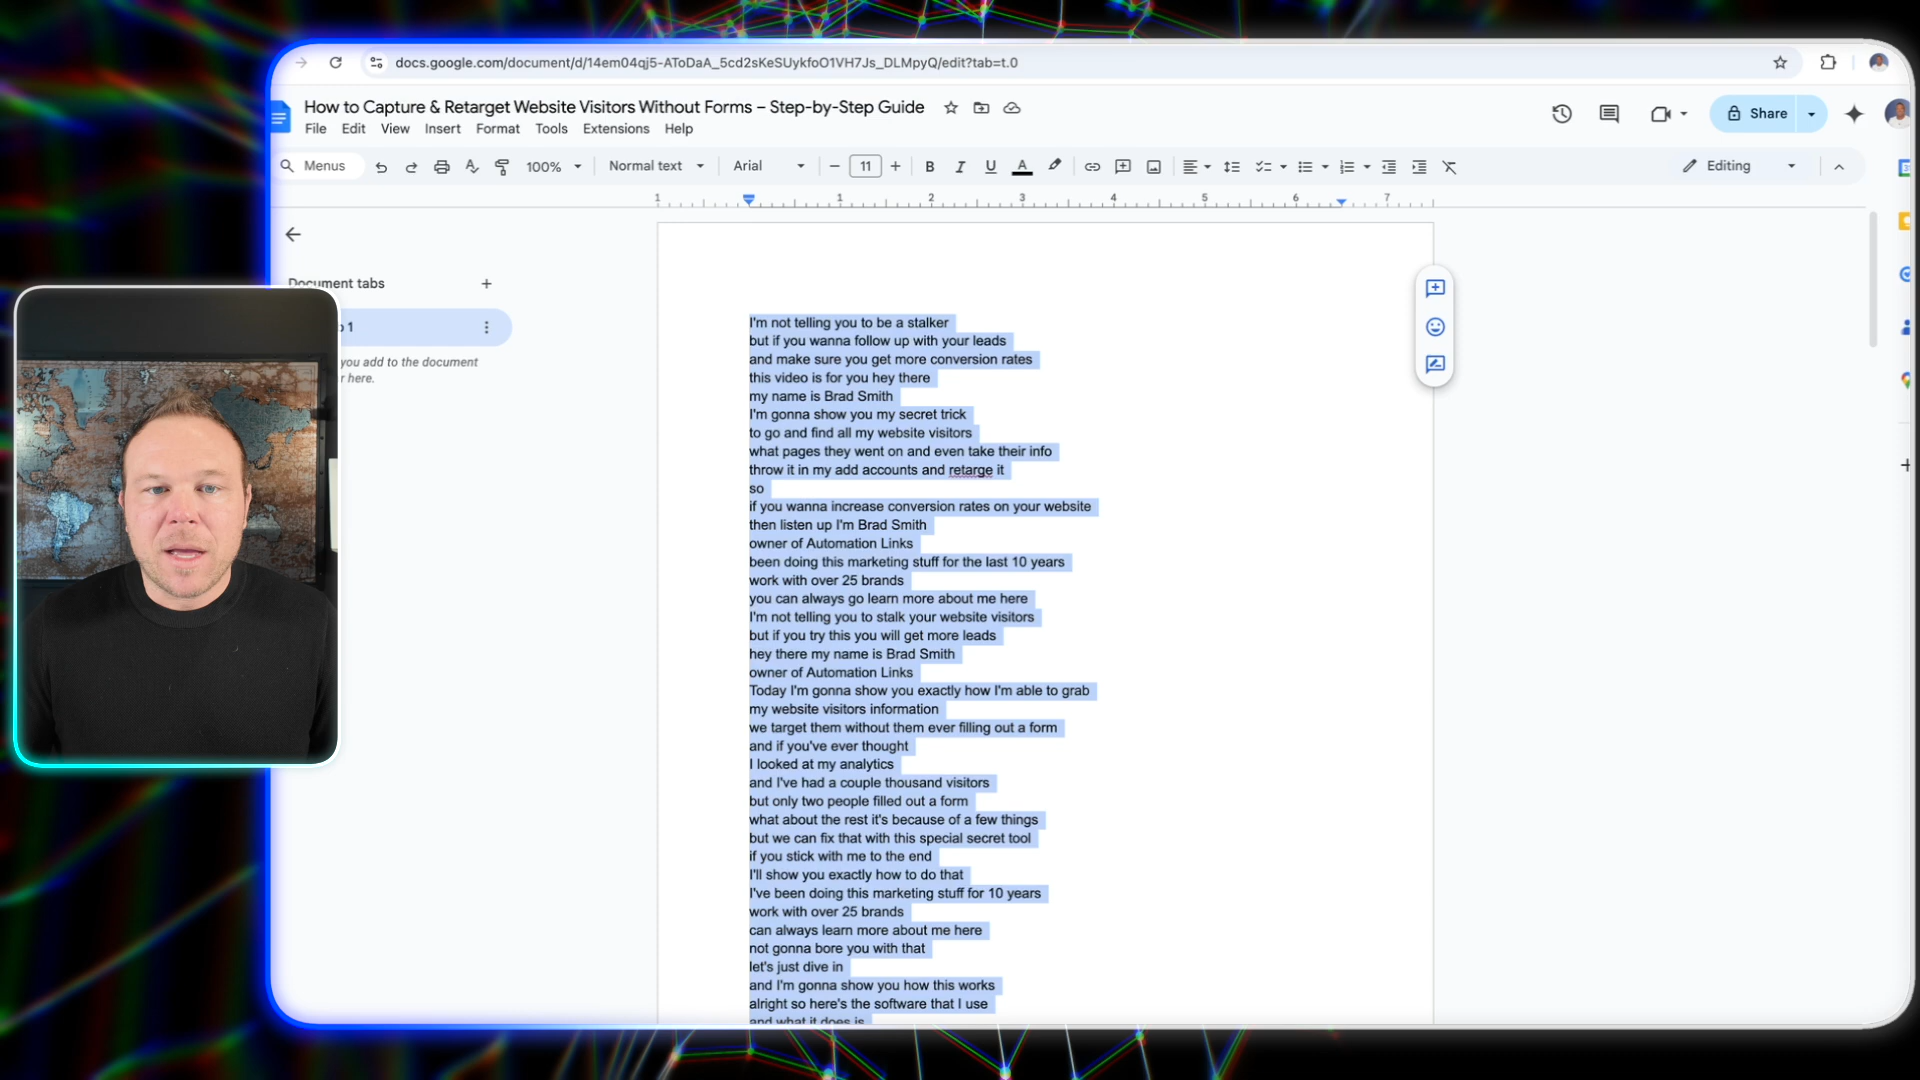 docs.google.com/document/d/14em04qj5-AToDaA_5cd2sKeSUykfoO1VH7Js_DLMpyQ/edit?tab=t.0
How to Capture & Retarget Website Visitors Without Forms – Step-by-Step Guide
File Edit View Insert Format Tools Extensions Help
Share
Menus 100% Normal text Arial 11 B I U A Editing
1 1 2 3 4 5 6 7
Document tabs
1
you add to the document
here.
I'm not telling you to be a stalker
but if you wanna follow up with your leads
and make sure you get more conversion rates
this video is for you hey there
my name is Brad Smith
I'm gonna show you my secret trick
to go and find all my website visitors
what pages they went on and even take their info
throw it in my add accounts and retarge it
so
if you wanna increase conversion rates on your website
then listen up I'm Brad Smith
owner of Automation Links
been doing this marketing stuff for the last 10 years
work with over 25 brands
you can always go learn more about me here
I'm not telling you to stalk your website visitors
but if you try this you will get more leads
hey there my name is Brad Smith
owner of Automation Links
Today I'm gonna show you exactly how I'm able to grab
my website visitors information
we target them without them ever filling out a form
and if you've ever thought
I looked at my analytics
and I've had a couple thousand visitors
but only two people filled out a form
what about the rest it's because of a few things
but we can fix that with this special secret tool
if you stick with me to the end
I'll show you exactly how to do that
I've been doing this marketing stuff for 10 years
work with over 25 brands
can always learn more about me here
not gonna bore you with that
let's just dive in
and I'm gonna show you how this works
alright so here's the software that I use
and what it does is